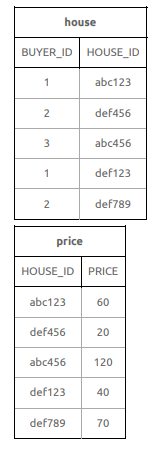 house
BUYER_ID HOUSE_ID
1 abc123
2 def456
3 abc456
1 def123
2 def789
price
HOUSE_ID PRICE
abc123 60
def456 20
abc456 120
def123 40
def789 70